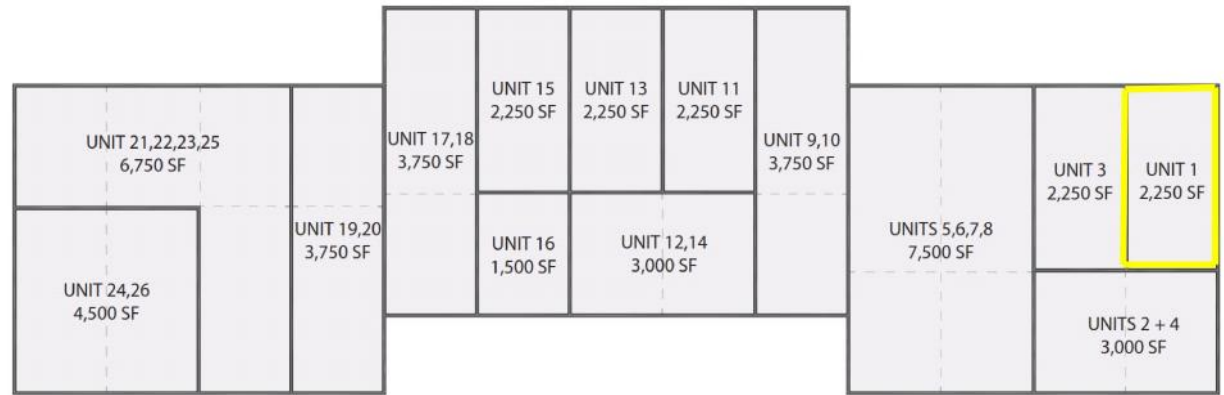 UNIT 21,22,23,25
6,750 SF
UNIT 24,26
4,500 SF
UNIT 19,20
3,750 SF
UNIT 17,18
3,750 SF
UNIT 15
2,250 SF
UNIT 13
2,250 SF
UNIT 11
2,250 SF
UNIT 16
1,500 SF
UNIT 12,14
3,000 SF
UNIT 9,10
3,750 SF
UNITS 5,6,7,8
7,500 SF
UNIT 3
2,250 SF
UNIT 1
2,250 SF
UNITS 2 + 4
3,000 SF